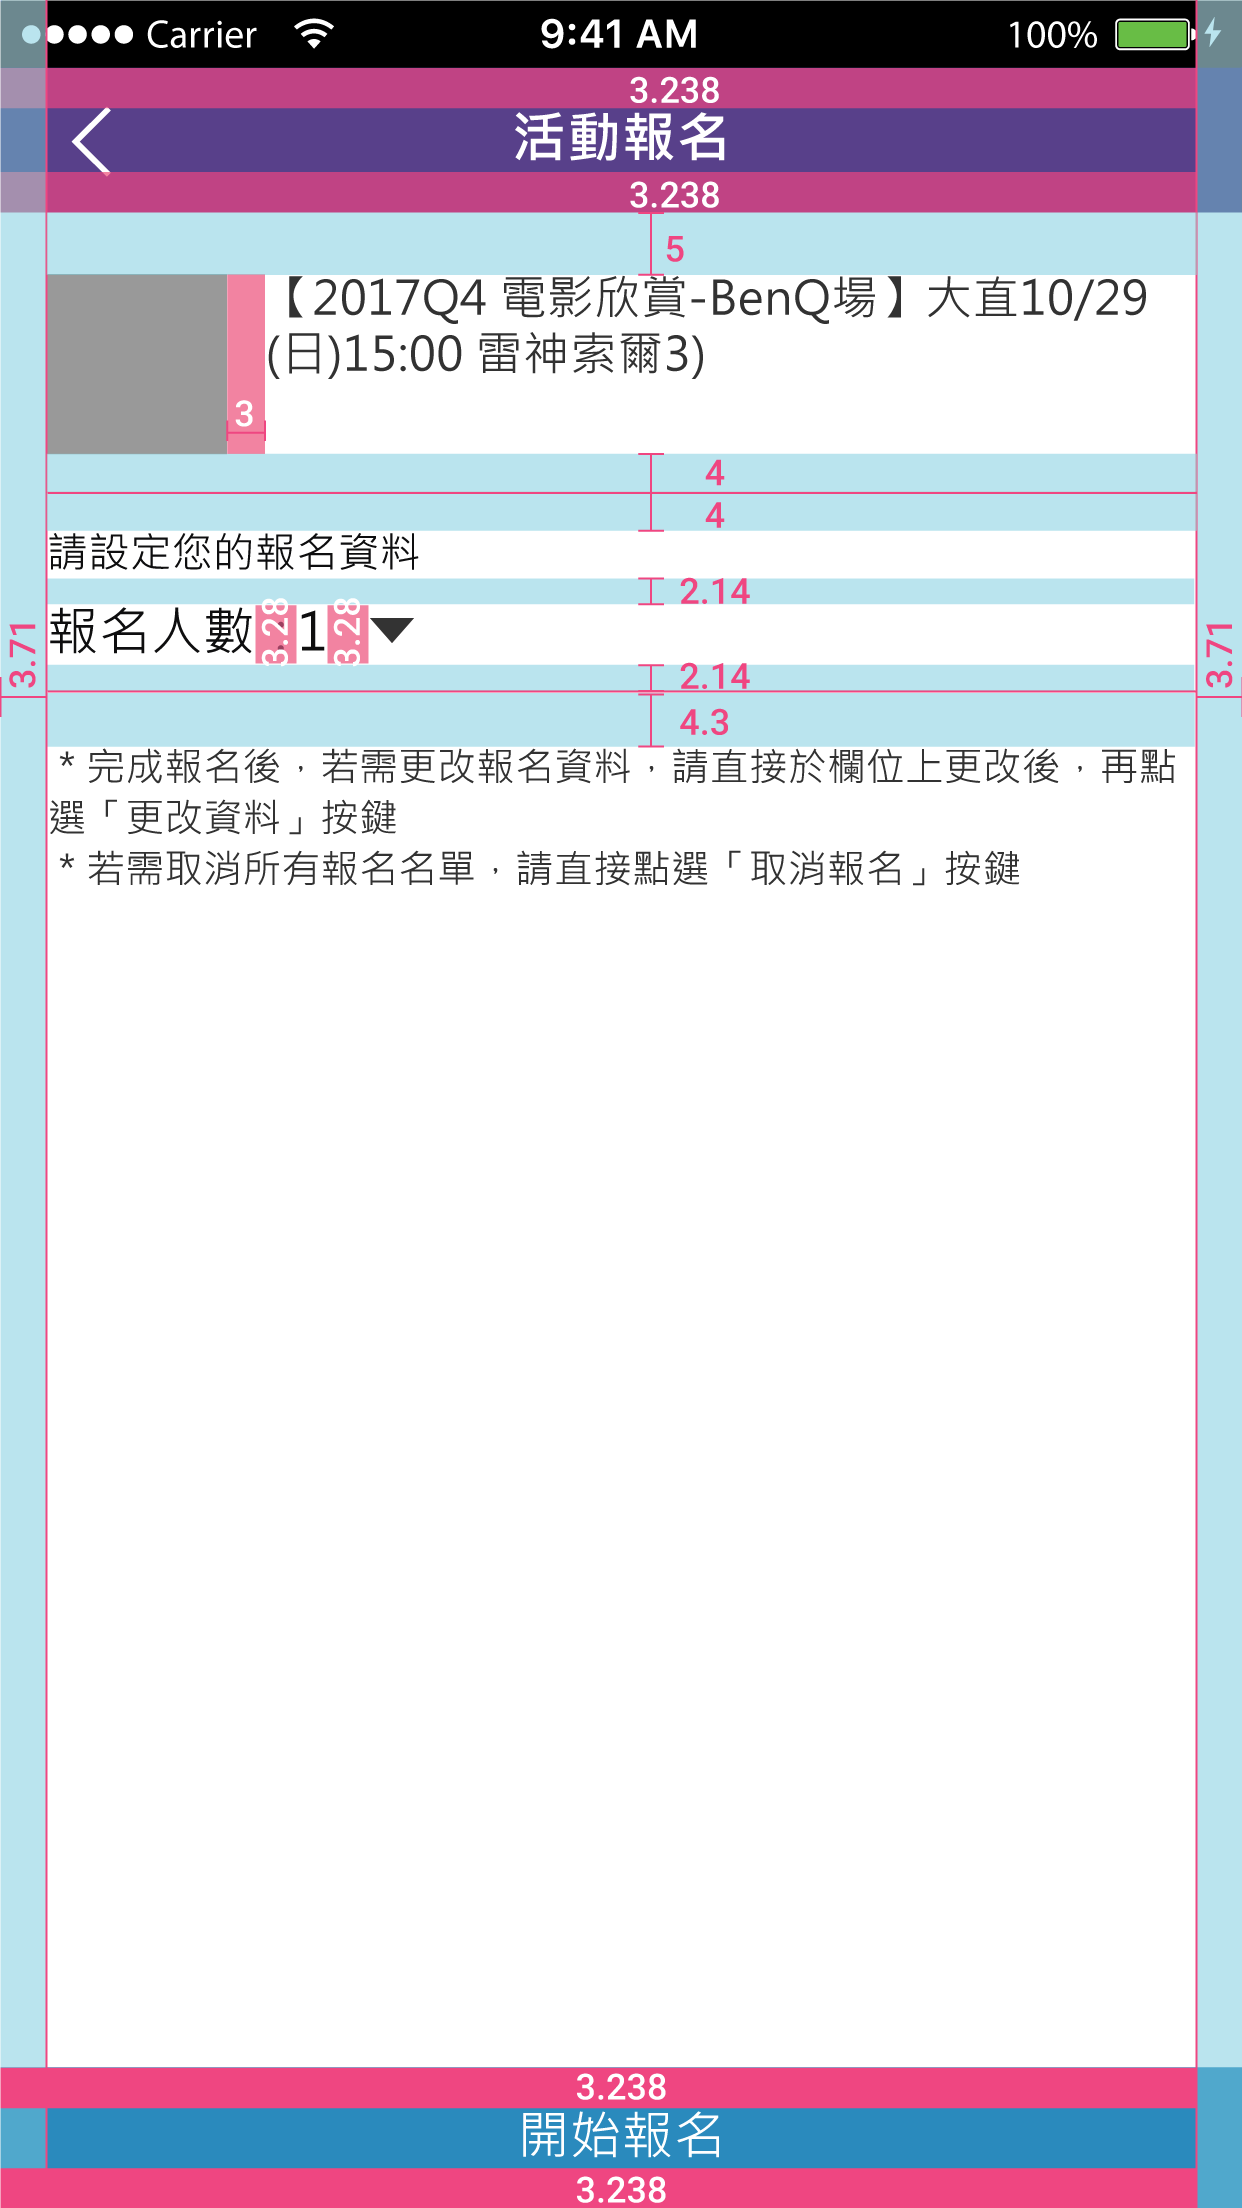 Carrier 9:41 AM 100%
3.238
活動報名
3.238
5
【2017Q4 電影欣賞-BenQ場】大直10/29
(日)15:00 雷神索爾3)
3
4
4
請設定您的報名資料
2.14
報名人數 : 1
3.28
3.28
2.14
3.71
3.71
4.3
* 完成報名後，若需更改報名資料，請直接於欄位上更改後，再點
選「更改資料」按鍵
* 若需取消所有報名名單，請直接點選「取消報名」按鍵
3.238
開始報名
3.238